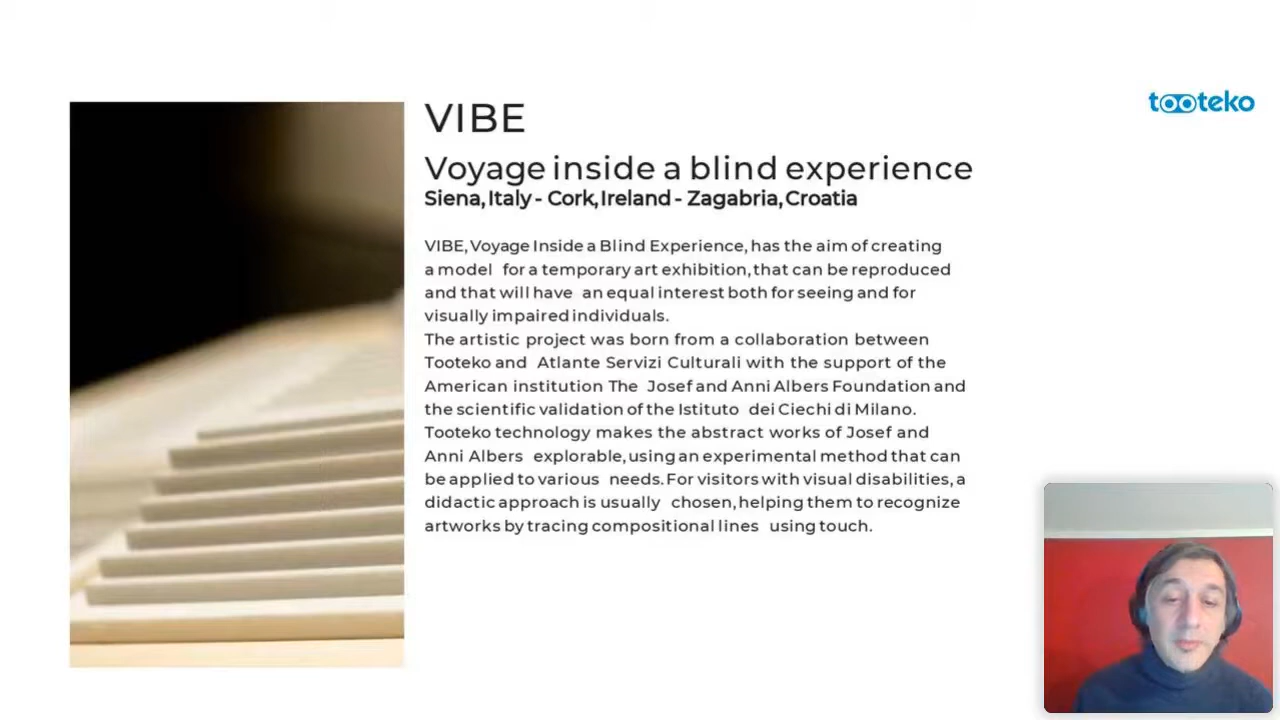 VIBE
tooteko
Voyage inside a blind experience
Siena, Italy - Cork, Ireland - Zagabria, Croatia
VIBE, Voyage Inside a Blind Experience, has the aim of creating
a model for a temporary art exhibition, that can be reproduced
and that will have an equal interest both for seeing and for
visually impaired individuals.
The artistic project was born from a collaboration between
Tooteko and Atlante Servizi Culturali with the support of the
American institution The Josef and Anni Albers Foundation and
the scientific validation of the Istituto dei Ciechi di Milano.
Tooteko technology makes the abstract works of Josef and
Anni Albers explorable, using an experimental method that can
be applied to various needs. For visitors with visual disabilities, a
didactic approach is usually chosen, helping them to recognize
artworks by tracing compositional lines using touch.